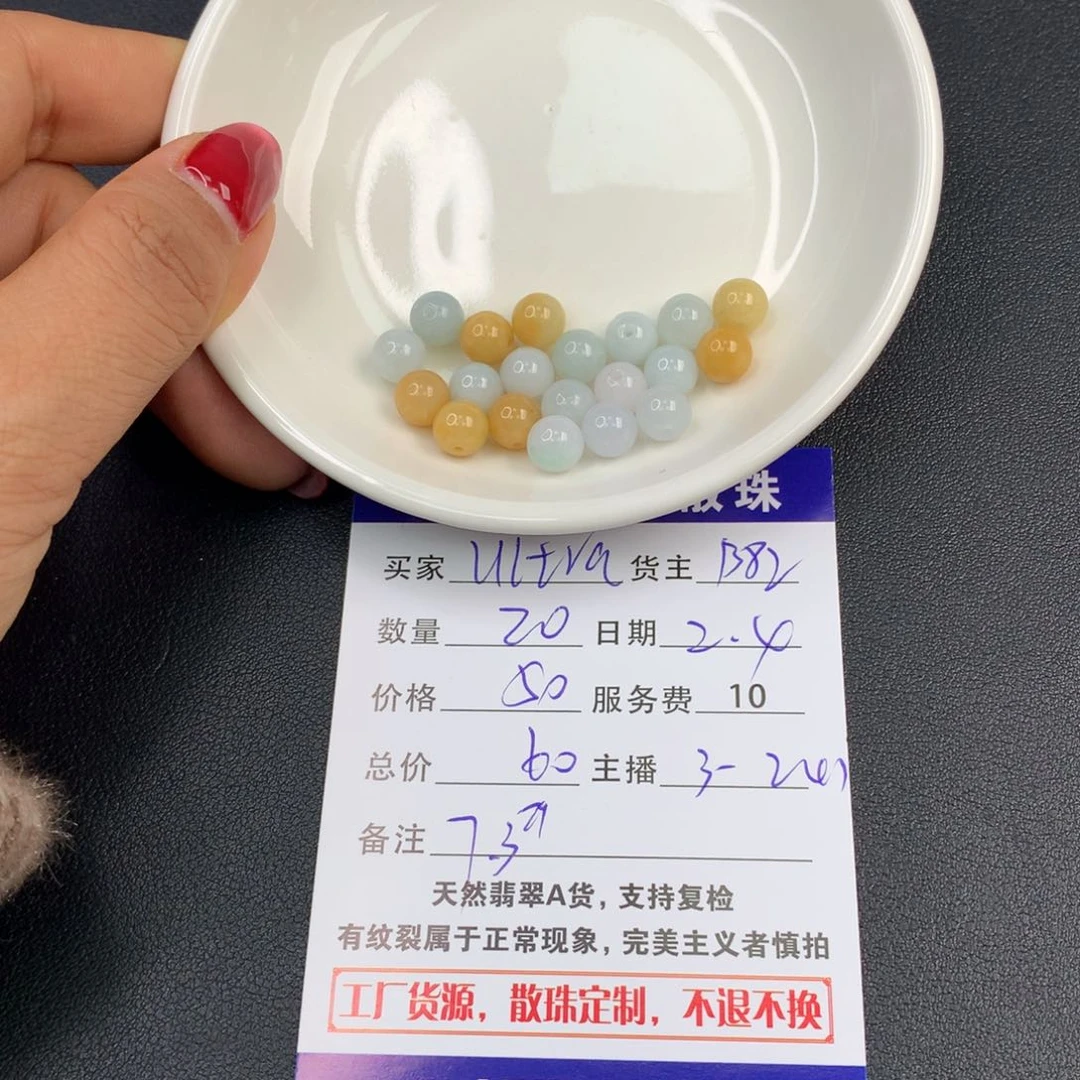 散珠
买家 Ultra 货主 B82
数量 20 日期 2.4
价格 50 服务费 10
总价 60 主播 3-
备注 7.3
天然翡翠A货，支持复检
有纹裂属于正常现象，完美主义者慎拍
工厂货源，散珠定制，不退不换